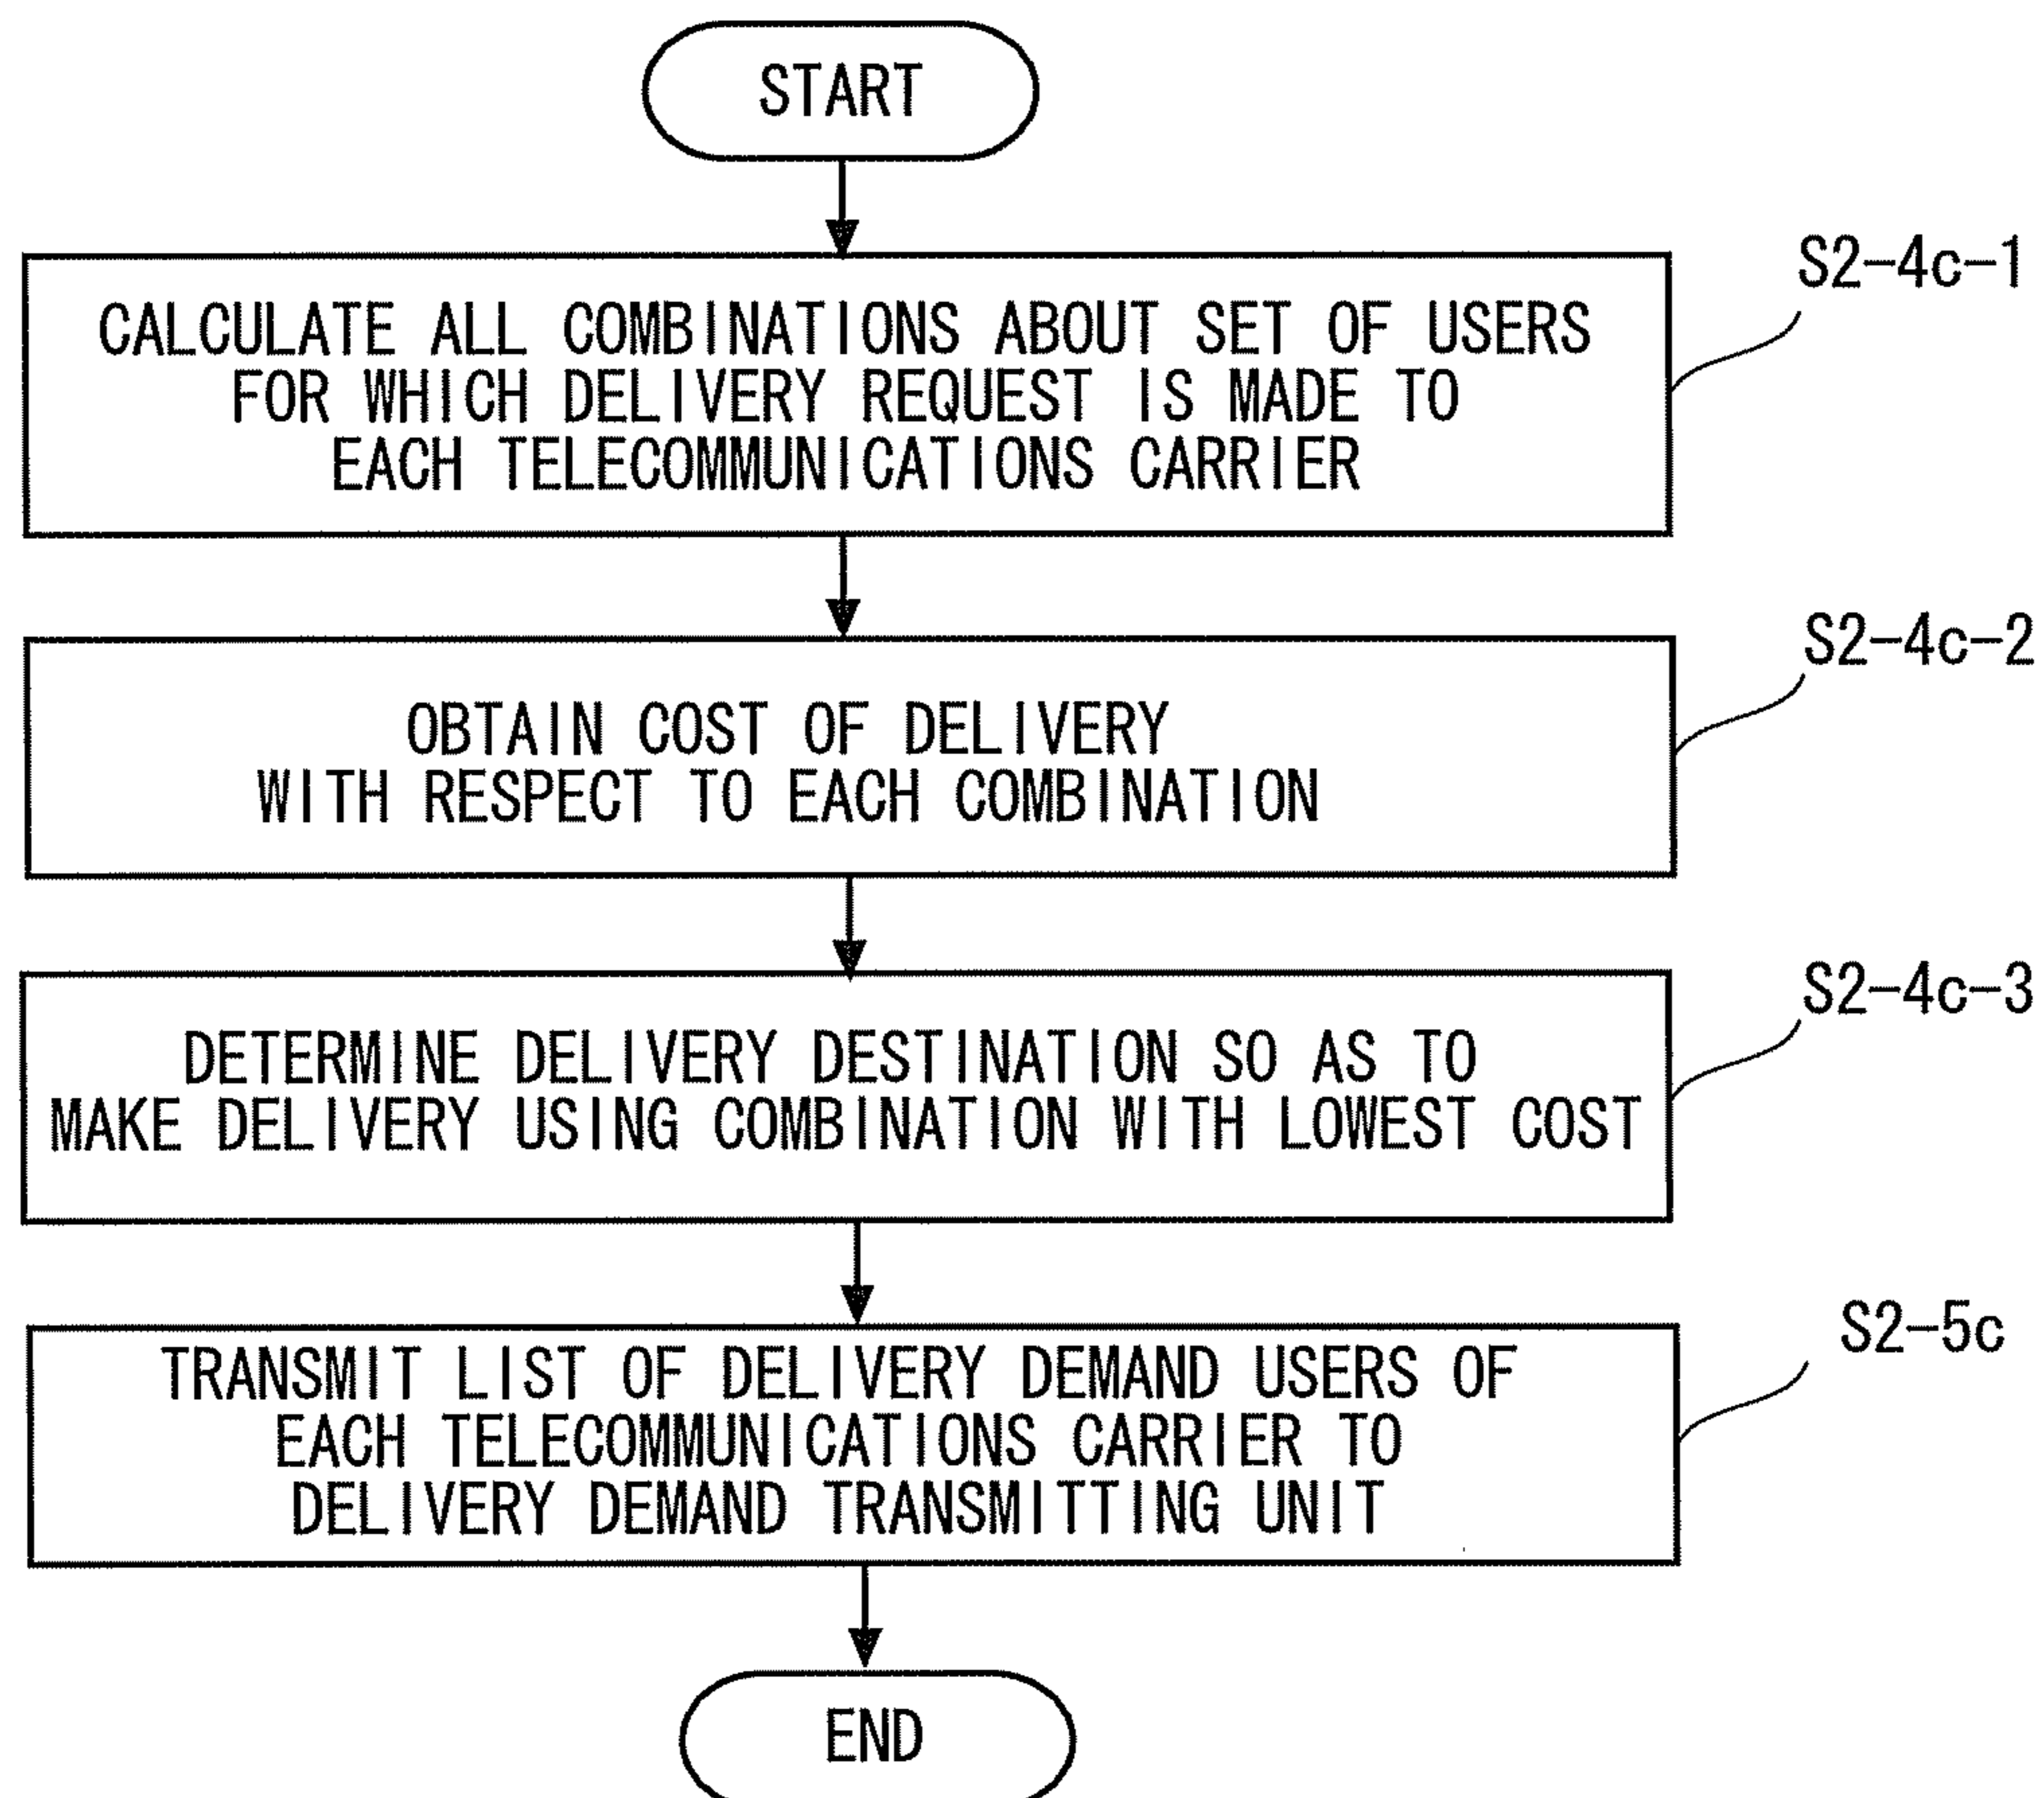 START
S2-4c-1
CALCULATE ALL COMBINATIONS ABOUT SET OF USERS
FOR WHICH DELIVERY REQUEST IS MADE TO
EACH TELECOMMUNICATIONS CARRIER
S2-4c-2
OBTAIN COST OF DELIVERY
WITH RESPECT TO EACH COMBINATION
S2-4c-3
DETERMINE DELIVERY DESTINATION SO AS TO
MAKE DELIVERY USING COMBINATION WITH LOWEST COST
S2-5c
TRANSMIT LIST OF DELIVERY DEMAND USERS OF
EACH TELECOMMUNICATIONS CARRIER TO
DELIVERY DEMAND TRANSMITTING UNIT
END